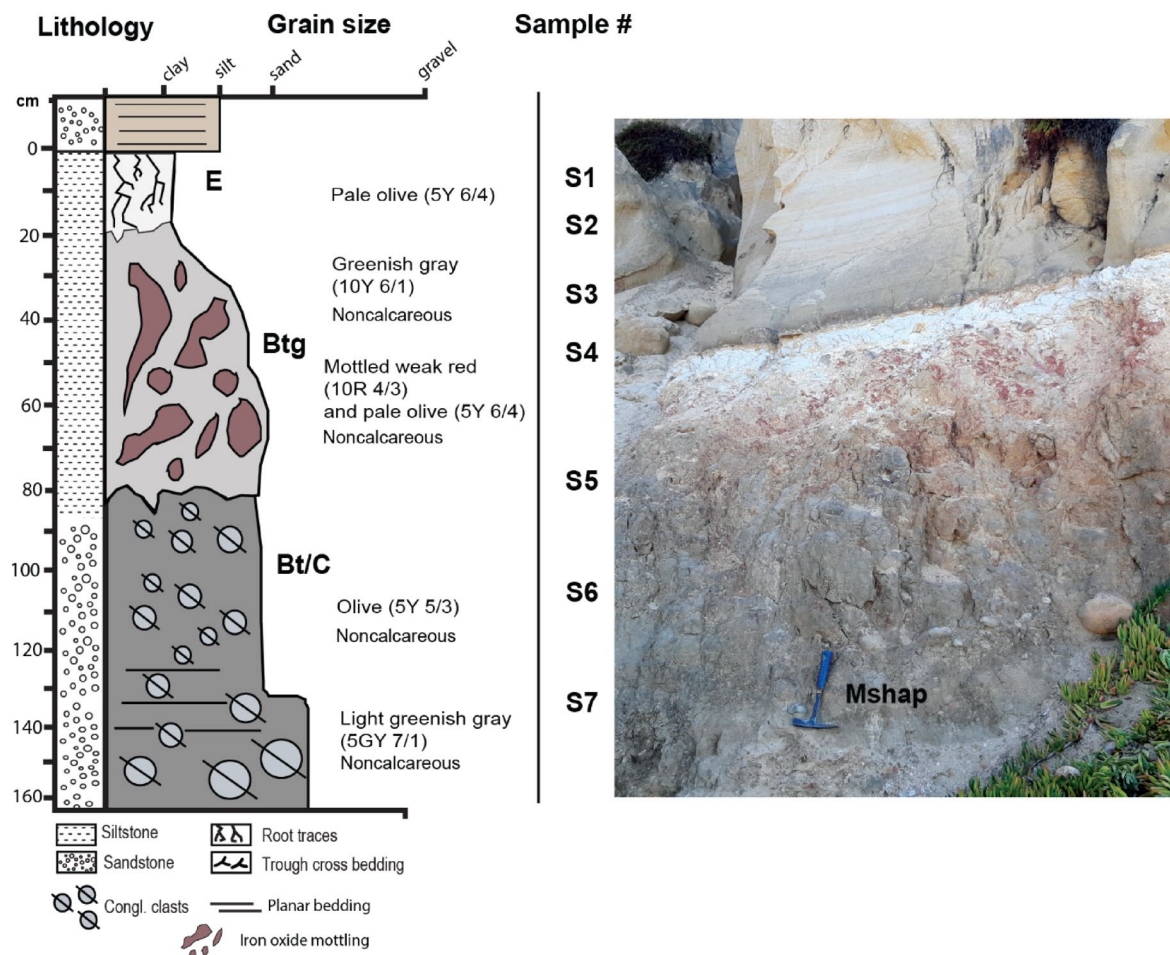 Lithology Grain size Sample #
clay silt sand gravel
cm
0
20
40
60
80
100
120
140
160
E
Btg
Bt/C
Pale olive (5Y 6/4)
Greenish gray
(10Y 6/1)
Noncalcareous
Mottled weak red
(10R 4/3)
and pale olive (5Y 6/4)
Noncalcareous
Olive (5Y 5/3)
Noncalcareous
Light greenish gray
(5GY 7/1)
Noncalcareous
S1
S2
S3
S4
S5
S6
S7
Mshap
Siltstone
Root traces
Sandstone
Trough cross bedding
Congl. clasts
Planar bedding
Iron oxide mottling